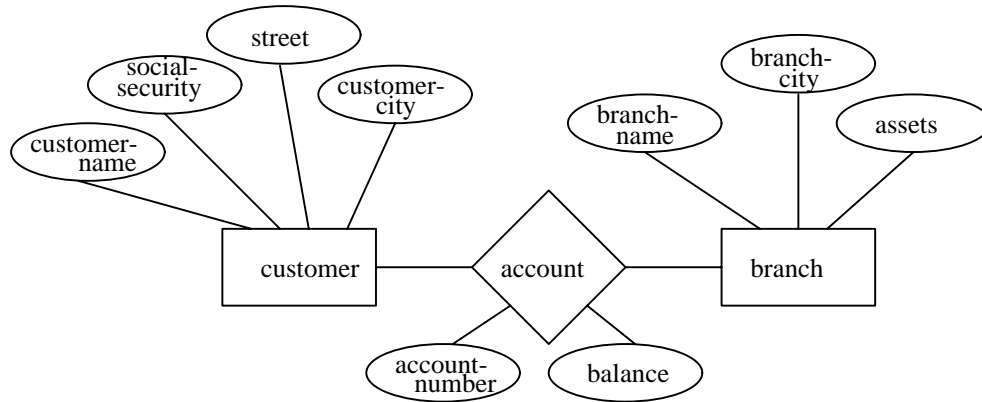 street
social-
security
customer-
city
customer-
name
branch-
city
branch-
name
assets
customer
account
branch
account-
number
balance